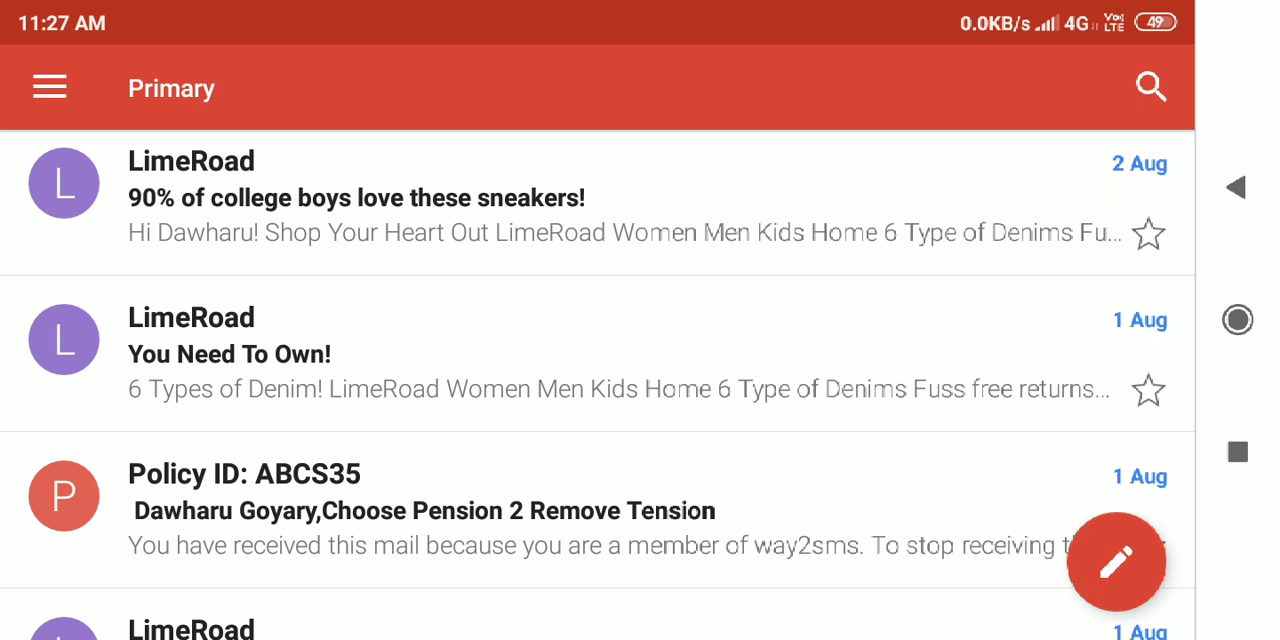 11:27 AM
0.0KB/s 4G Vo) LTE 49
Primary
L
LimeRoad
2 Aug
90% of college boys love these sneakers!
Hi Dawharu! Shop Your Heart Out LimeRoad Women Men Kids Home 6 Type of Denims Fu...
L
LimeRoad
1 Aug
You Need To Own!
6 Types of Denim! LimeRoad Women Men Kids Home 6 Type of Denims Fuss free returns...
P
Policy ID: ABCS35
1 Aug
Dawharu Goyary,Choose Pension 2 Remove Tension
You have received this mail because you are a member of way2sms. To stop receiving
LimeRoad
1 Aug